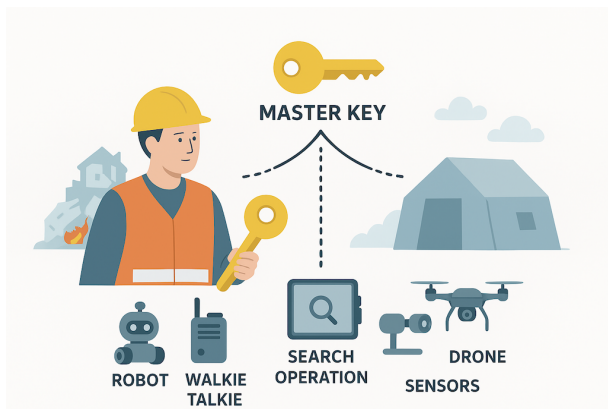 MASTER KEY
ROBOT
WALKIE
TALKIE
SEARCH
OPERATION
SENSORS
DRONE